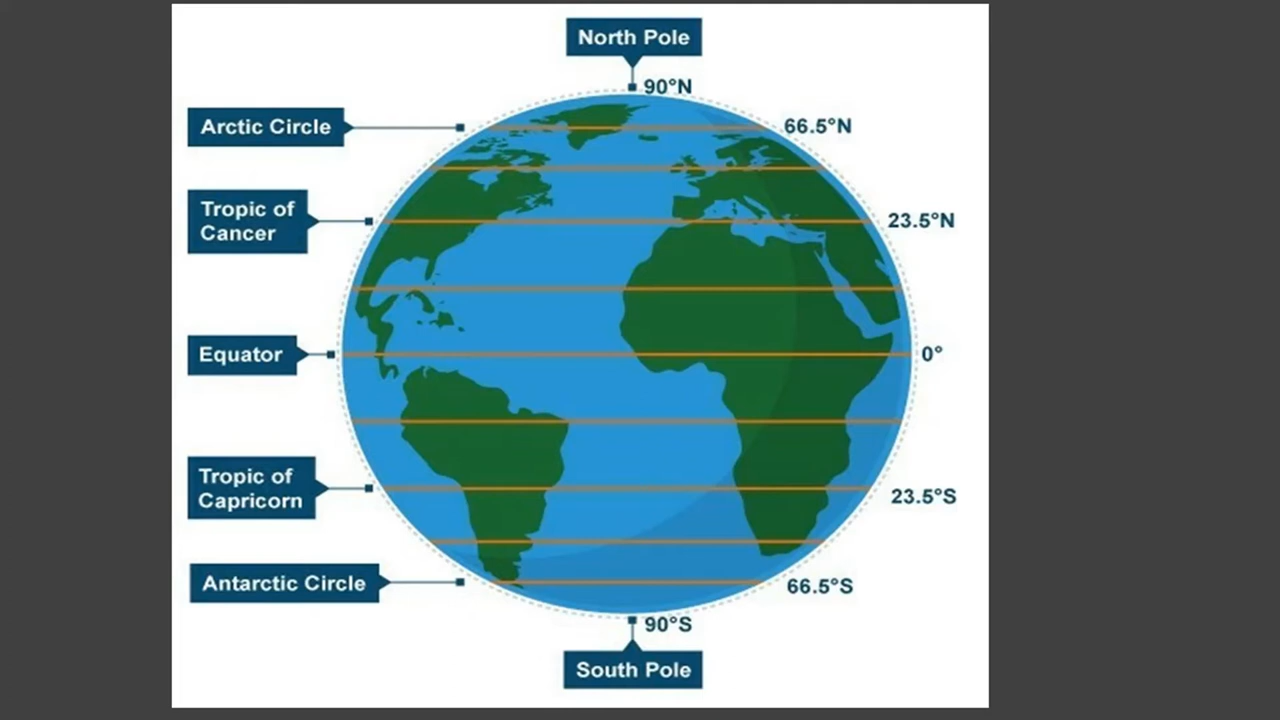 North Pole
90°N
Arctic Circle
66.5°N
Tropic of
Cancer
23.5°N
Equator
0°
Tropic of
Capricorn
23.5°S
Antarctic Circle
66.5°S
90°S
South Pole